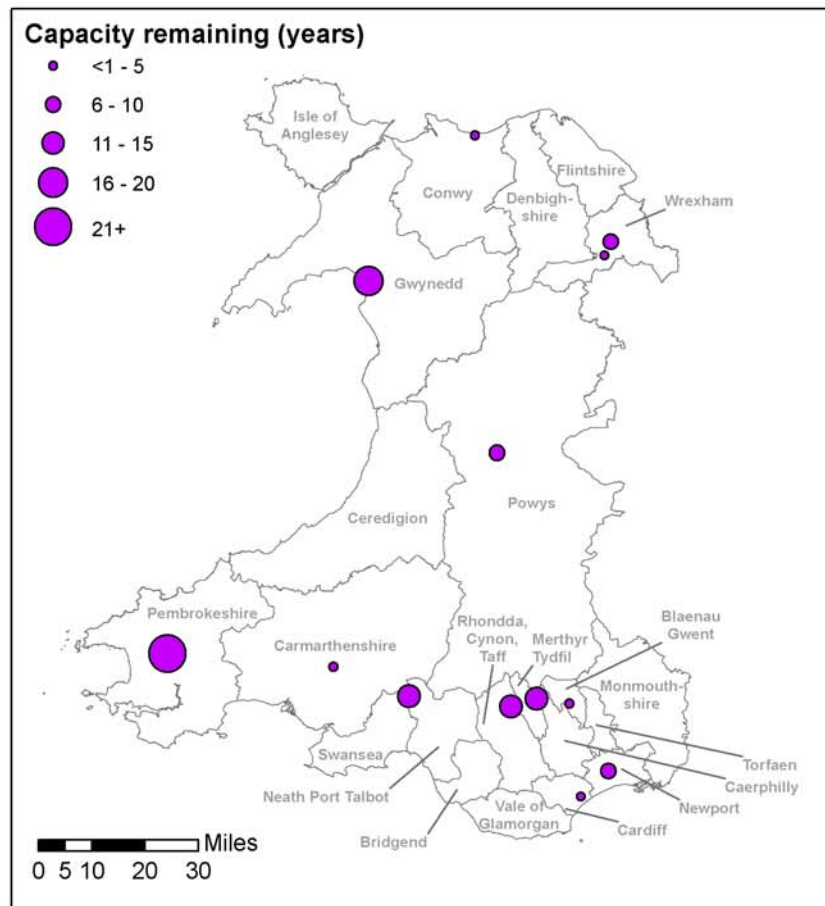 Capacity remaining (years)
<1 - 5
6 - 10
11 - 15
16 - 20
21+
Isle of
Anglesey
Conwy
Denbigh-
shire
Flintshire
Wrexham
Gwynedd
Ceredigion
Powys
Pembrokeshire
Carmarthenshire
Rhondda,
Cynon,
Taff
Merthyr
Tydfil
Blaenau
Gwent
Monmouth-
shire
Swansea
Neath Port Talbot
Bridgend
Vale of
Glamorgan
Cardiff
Newport
Caerphilly
Torfaen
Miles
0 5 10 20 30